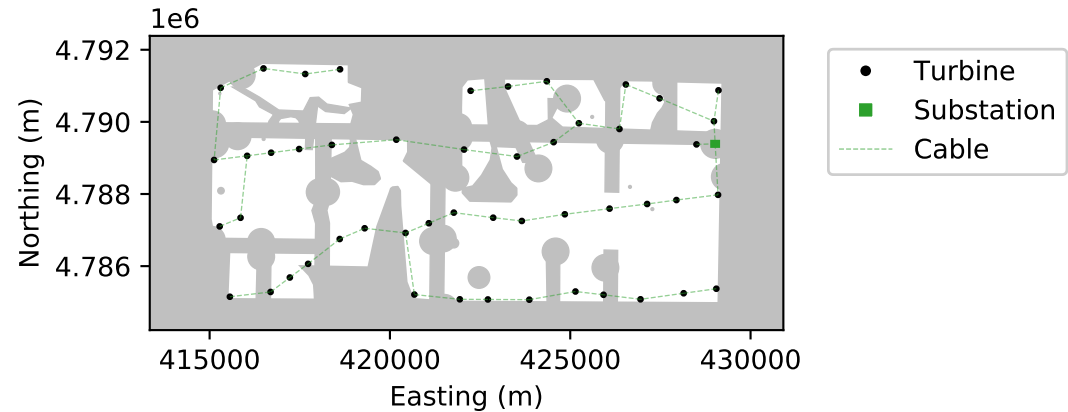 1e6
4.792
4.790
4.788
4.786
Northing (m)
415000 420000 425000 430000
Easting (m)
Turbine
Substation
Cable